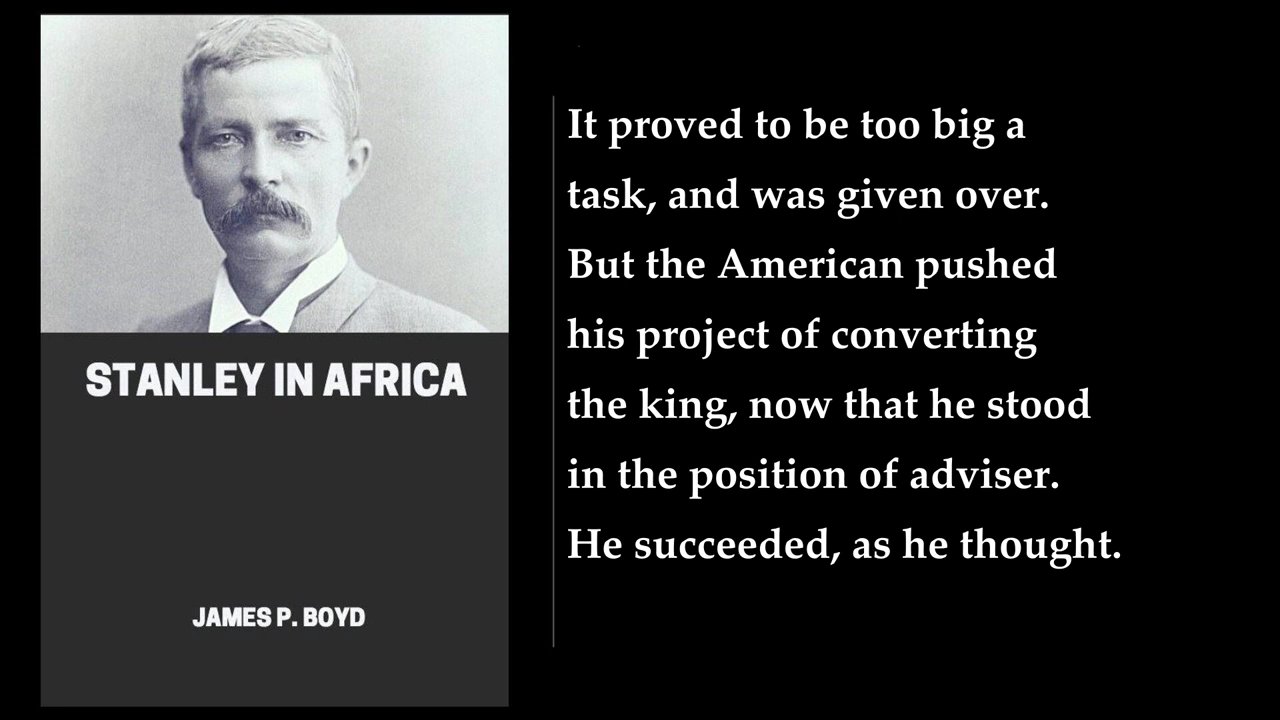 STANLEY IN AFRICA
JAMES P. BOYD
It proved to be too big a
task, and was given over.
But the American pushed
his project of converting
the king, now that he stood
in the position of adviser.
He succeeded, as he thought.